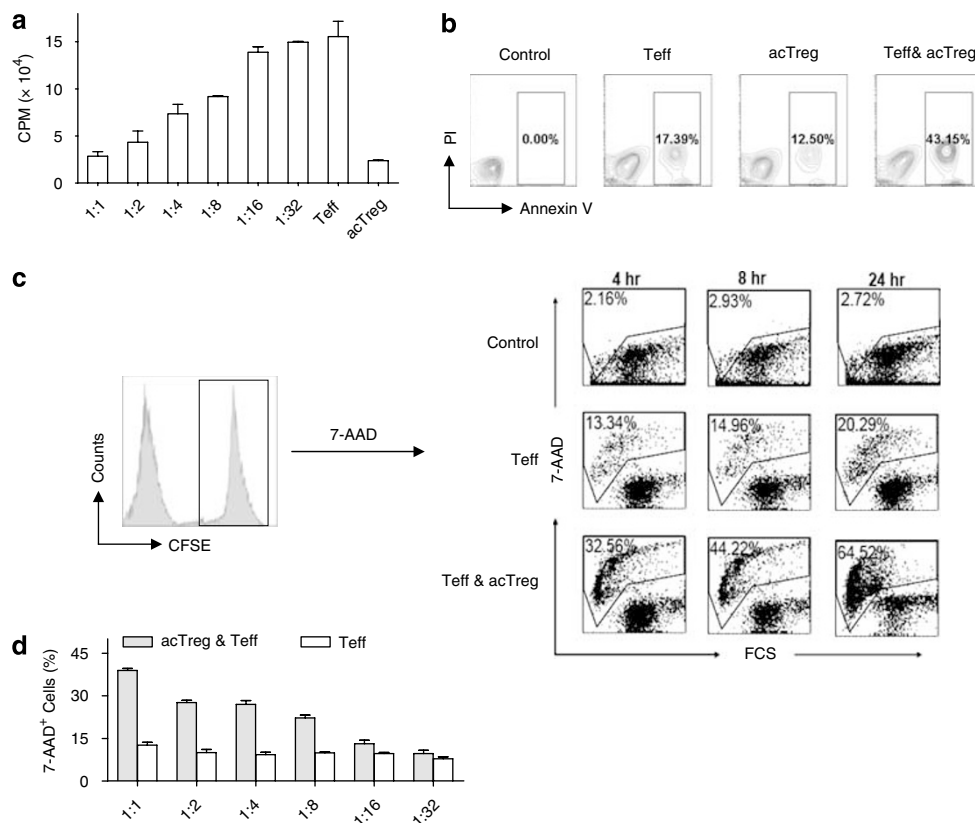 a
CPM (× 10⁴)
15
10
5
0
1:1 1:2 1:4 1:8 1:16 1:32 Teff acTreg
b
Control Teff acTreg Teff& acTreg
PI
0.00% 17.39% 12.50% 43.15%
Annexin V
c
Counts
CFSE
7-AAD
4 hr 8 hr 24 hr
Control
2.16% 2.93% 2.72%
7-AAD
Teff
13.34% 14.96% 20.29%
Teff & acTreg
32.56% 44.22% 64.52%
FCS
d
acTreg & Teff Teff
7-AAD⁺ Cells (%)
45
30
15
0
1:1 1:2 1:4 1:8 1:16 1:32